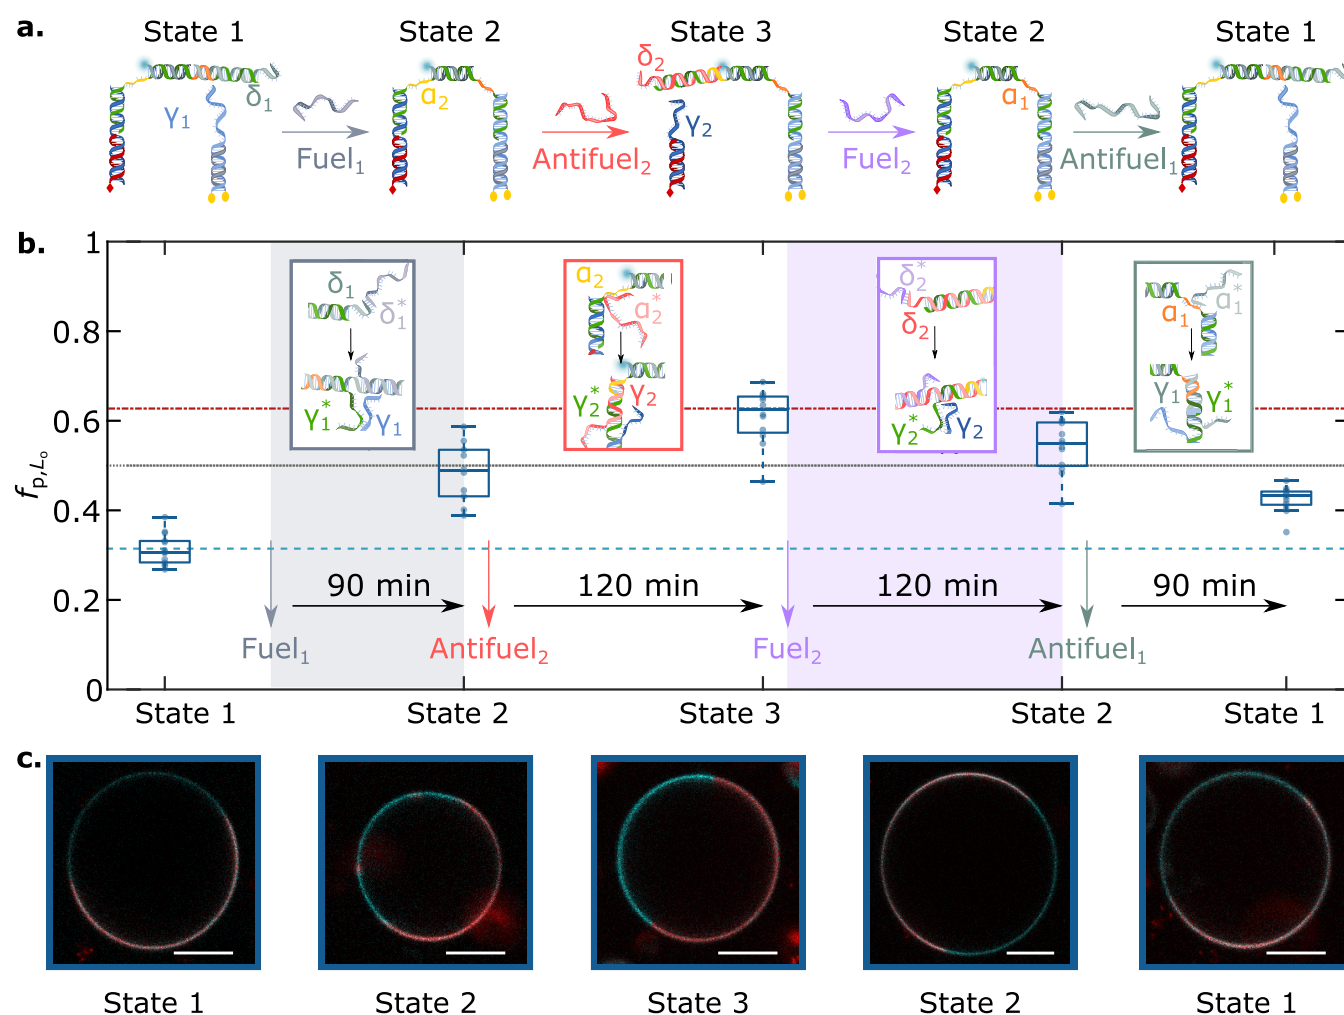 a.
State 1
State 2
State 3
State 2
State 1
δ1
γ1
Fuel1
α2
Antifuel2
δ2
γ2
Fuel2
α1
Antifuel1
b.
1
0.8
0.6
0.4
0.2
0
fp,Lo
δ1
δ1*
γ1*
γ1
α2
α2*
γ2*
γ2
δ2*
δ2
γ2*
γ2
α1
α1*
γ1
γ1*
90 min
120 min
120 min
90 min
Fuel1
Antifuel2
Fuel2
Antifuel1
State 1
State 2
State 3
State 2
State 1
c.
State 1
State 2
State 3
State 2
State 1